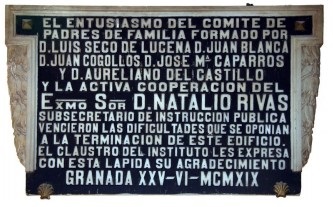 EL ENTUSIASMO DEL COMITE DE
PADRES DE FAMILIA FORMADO POR
D. LUIS SECO DE LUCENA D. JUAN BLANCA
D. JUAN COGOLLOS D. JOSE Mª CAPARROS
Y D. AURELIANO DEL CASTILLO
Y LA ACTIVA COOPERACION DEL
EXMO SOR D. NATALIO RIVAS
SUBSECRETARIO DE INSTRUCCION PUBLICA
VENCIERON LAS DIFICULTADES QUE SE OPONIAN
A LA TERMINACION DE ESTE EDIFICIO.
EL CLAUSTRO DEL INSTITUTO LES EXPRESA
CON ESTA LAPIDA SU AGRADECIMIENTO
GRANADA XXV-VI-MCMXIX